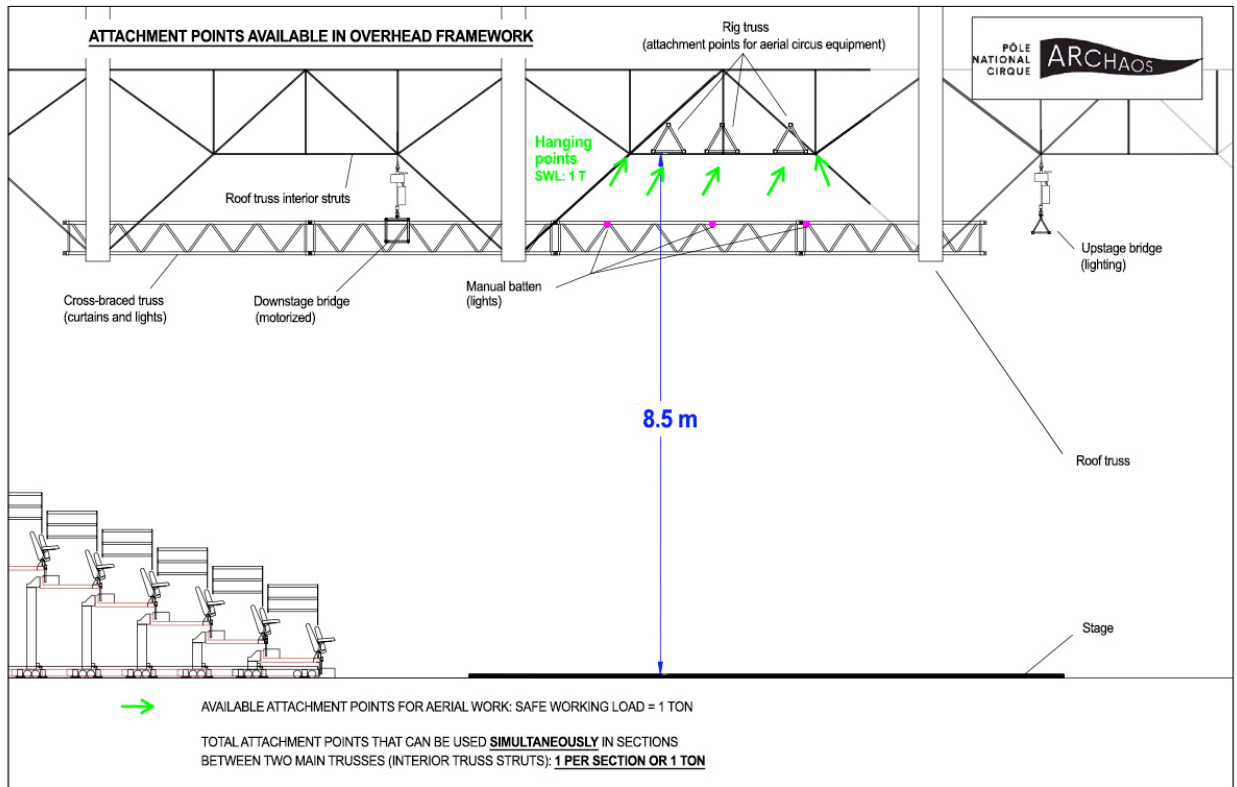 ATTACHMENT POINTS AVAILABLE IN OVERHEAD FRAMEWORK
Rig truss
(attachment points for aerial circus equipment)
PÔLE
NATIONAL
CIRQUE
ARCHAOS
Hanging
points
SWL: 1 T
Roof truss interior struts
Cross-braced truss
(curtains and lights)
Downstage bridge
(motorized)
Manual batten
(lights)
Upstage bridge
(lighting)
8.5 m
Roof truss
Stage
AVAILABLE ATTACHMENT POINTS FOR AERIAL WORK: SAFE WORKING LOAD = 1 TON
TOTAL ATTACHMENT POINTS THAT CAN BE USED SIMULTANEOUSLY IN SECTIONS
BETWEEN TWO MAIN TRUSSES (INTERIOR TRUSS STRUTS): 1 PER SECTION OR 1 TON